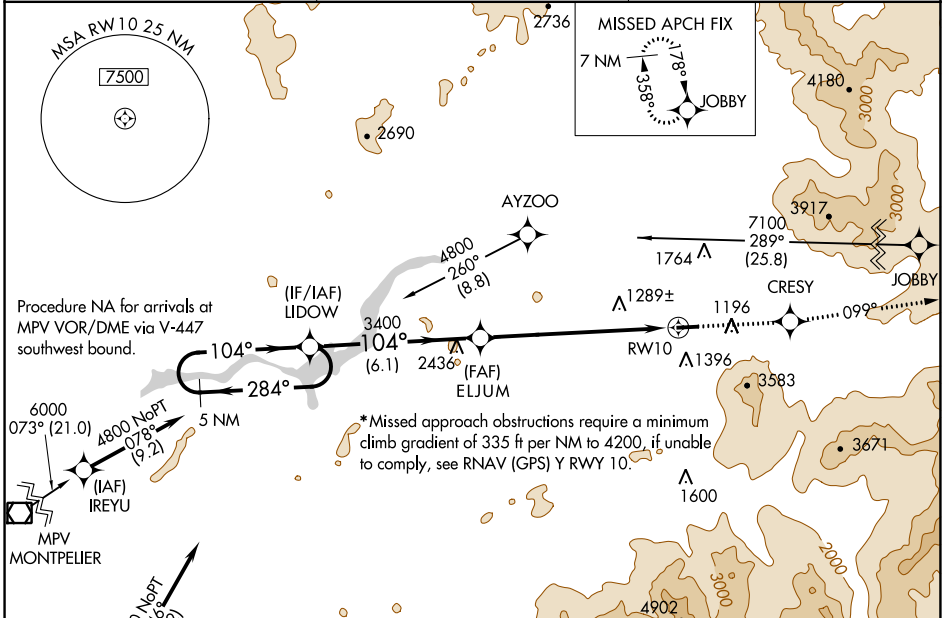 MSA RW10 25 NM
7500
2736
MISSED APCH FIX
7 NM
178°
358°
JOBBY
4180
3000
2690
3917
3000
AYZOO
7100
289°
(25.8)
1764
JOBBY
4800
260°
(8.8)
Procedure NA for arrivals at
MPV VOR/DME via V-447
southwest bound.
(IF/IAF)
LIDOW
CRESY
1289±
1196
099°
3400
104°
104°
(6.1)
2436
RW10
1396
284°
(FAF)
ELJUM
5 NM
3583
6000
073° (21.0)
4800 NoPT
078°
(9.2)
*Missed approach obstructions require a minimum
climb gradient of 335 ft per NM to 4200, if unable
to comply, see RNAV (GPS) Y RWY 10.
3671
(IAF)
IREYU
1600
MPV
MONTPELIER
2000
3000
NoPT
4902